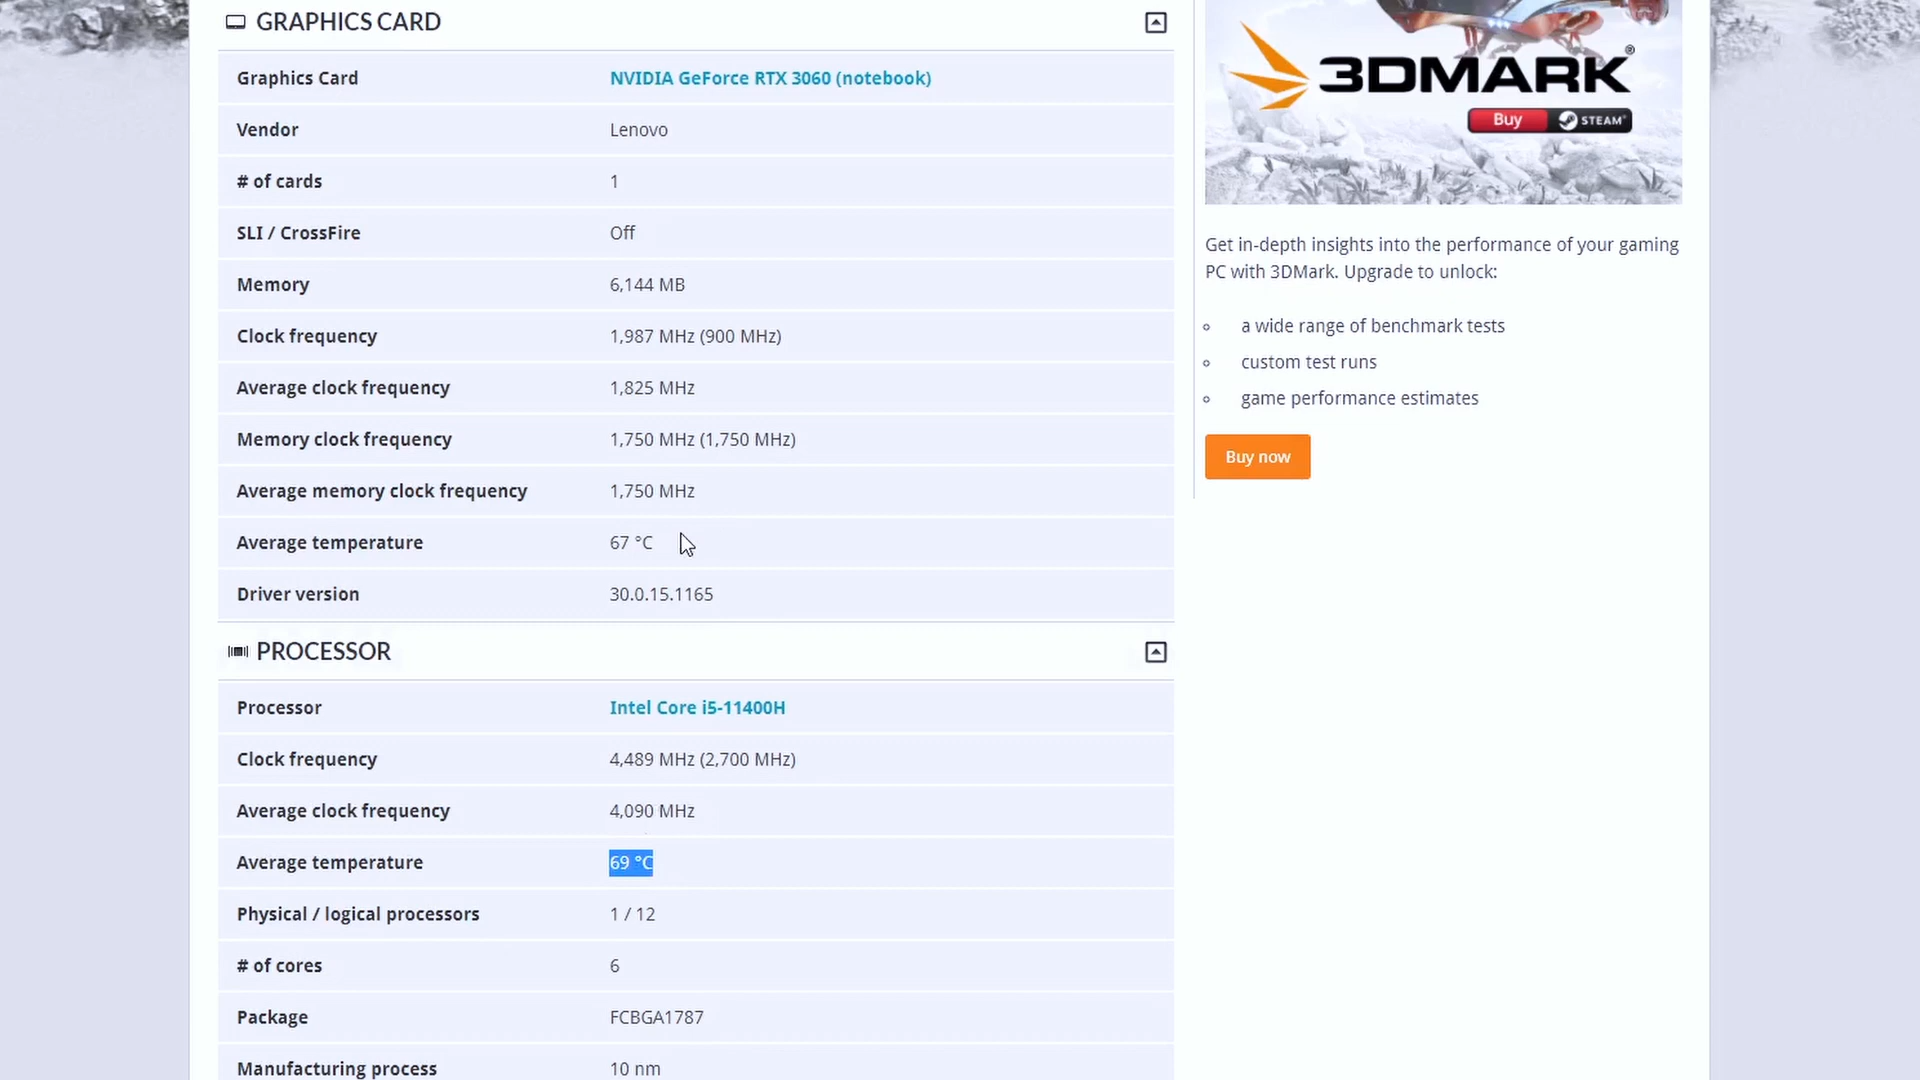 GRAPHICS CARD
Graphics Card NVIDIA GeForce RTX 3060 (notebook)
Vendor Lenovo
# of cards 1
SLI / CrossFire Off
Memory 6,144 MB
Clock frequency 1,987 MHz (900 MHz)
Average clock frequency 1,825 MHz
Memory clock frequency 1,750 MHz (1,750 MHz)
Average memory clock frequency 1,750 MHz
Average temperature 67 °C
Driver version 30.0.15.1165
PROCESSOR
Processor Intel Core i5-11400H
Clock frequency 4,489 MHz (2,700 MHz)
Average clock frequency 4,090 MHz
Average temperature 69 °C
Physical / logical processors 1 / 12
# of cores 6
Package FCBGA1787
Manufacturing process 10 nm
3DMARK®
Buy STEAM
Get in-depth insights into the performance of your gaming
PC with 3DMark. Upgrade to unlock:
a wide range of benchmark tests
custom test runs
game performance estimates
Buy now